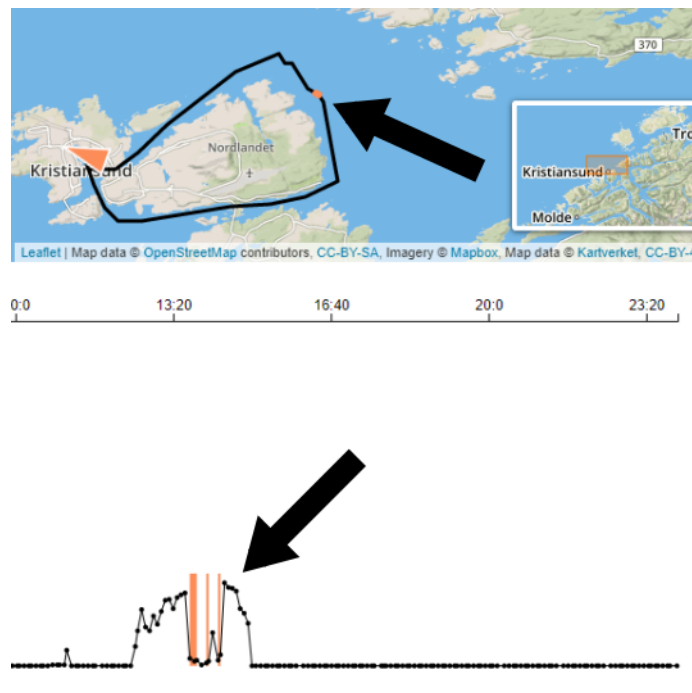 370
Nordlandet
Kristiansund
Tro
Kristiansund
Molde
Leaflet | Map data © OpenStreetMap contributors, CC-BY-SA, Imagery © Mapbox, Map data © Kartverket, CC-BY-4
0:0 13:20 16:40 20:0 23:20